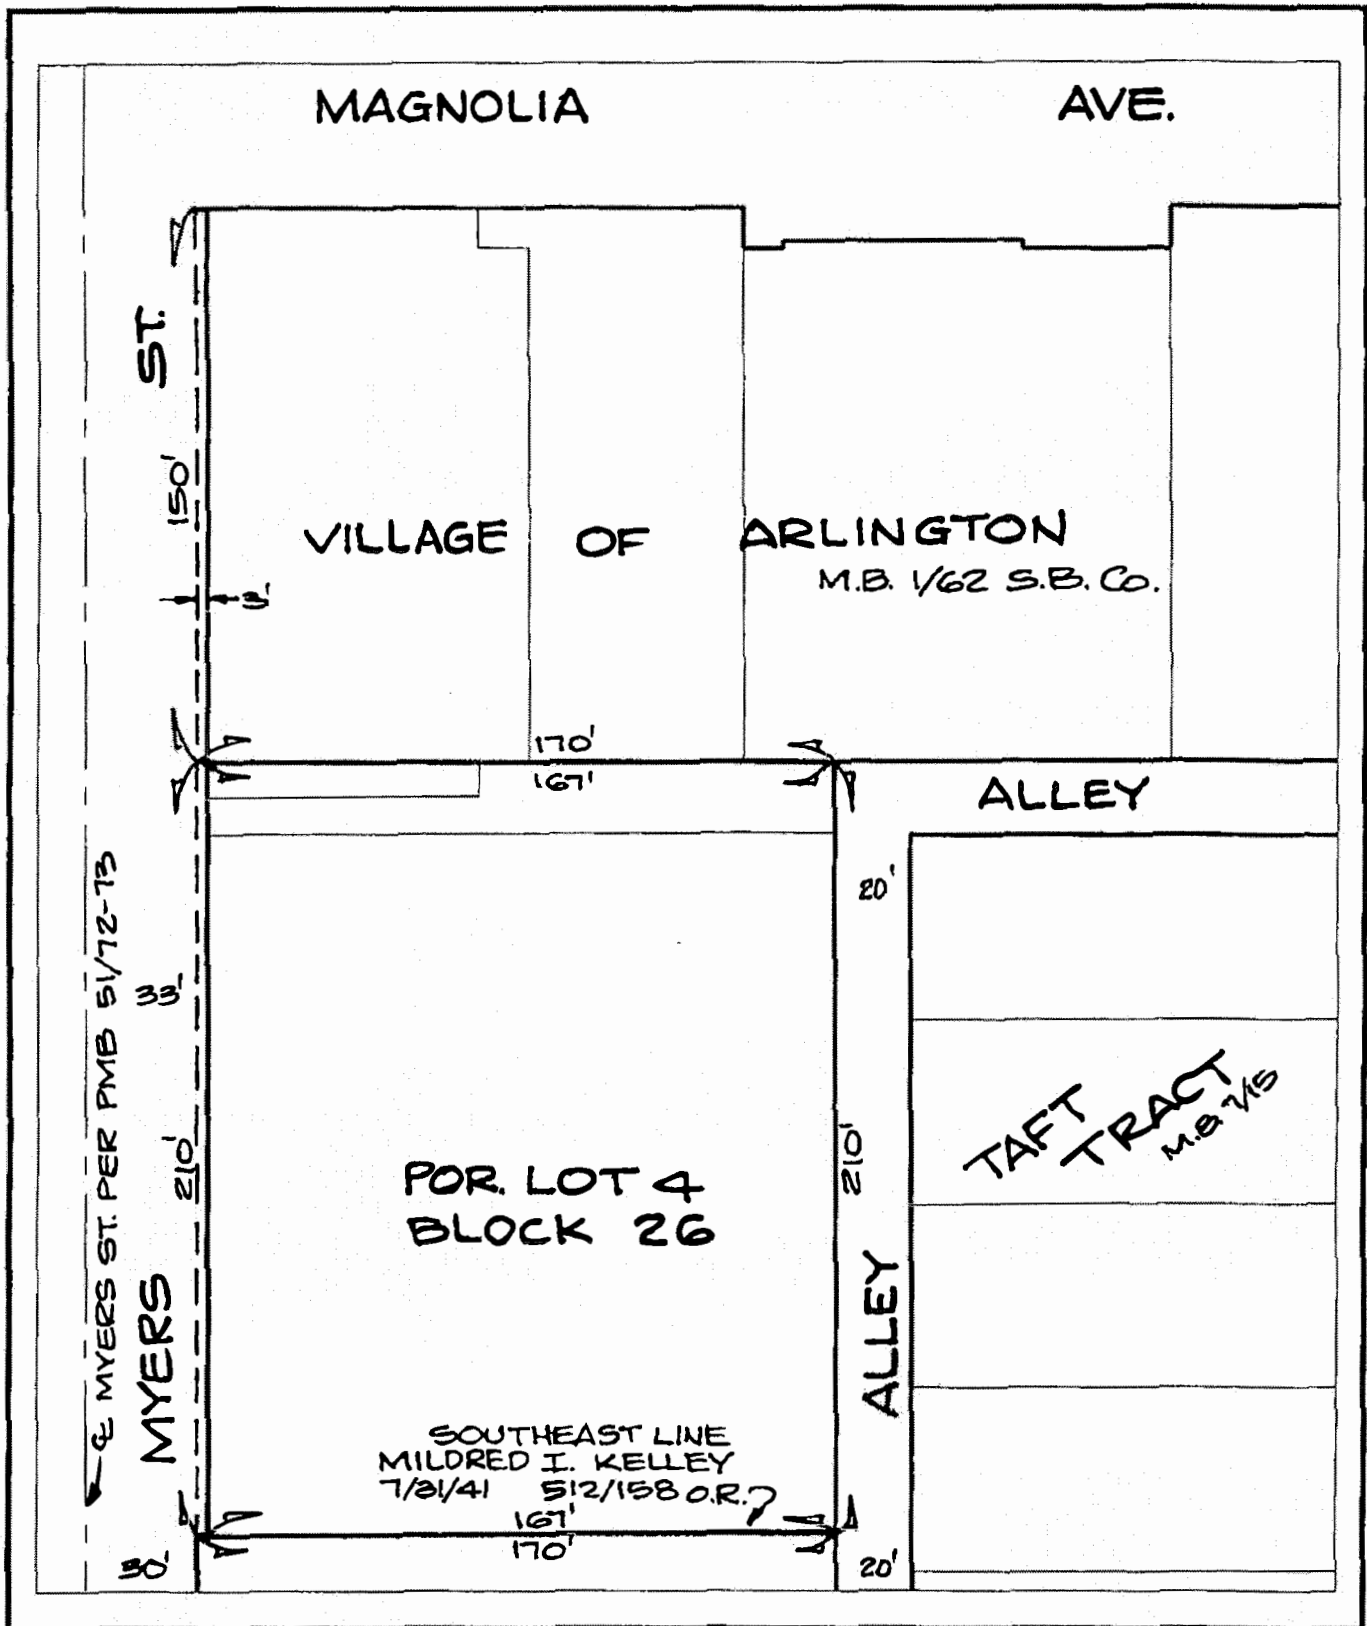 MAGNOLIA AVE.
ST.
150'
VILLAGE OF ARLINGTON
M.B. 1/62 S.B. Co.
3'
170'
167'
ALLEY
20'
℄ MYERS ST. PER PMB 51/72-73
33'
210'
MYERS
POR. LOT 4
BLOCK 26
210'
ALLEY
TAFT
TRACT
M.B. 7/15
SOUTHEAST LINE
MILDRED I. KELLEY
7/31/41 512/158 O.R.
167'
170'
30'
20'